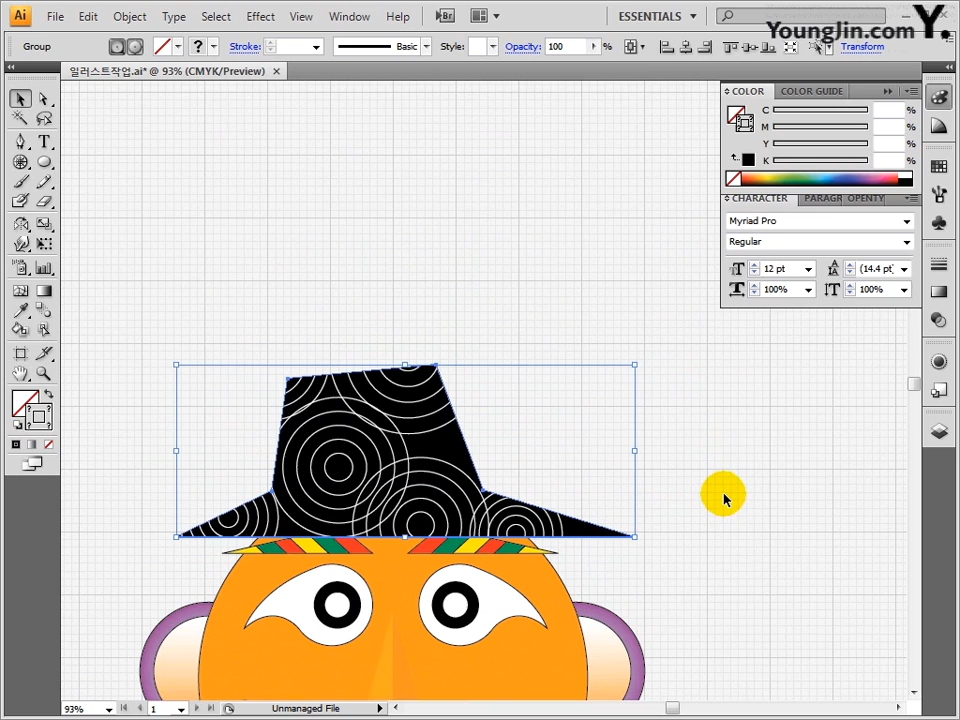 Ai File Edit Object Type Select Effect View Window Help Br ESSENTIALS
YoungJin.com Y.
Group ? Stroke: Basic Style: Opacity: 100 % Transform
일러스트작업.ai* @ 93% (CMYK/Preview)
COLOR COLOR GUIDE
C %
M %
Y %
K %
CHARACTER PARAGR OPENTY
Myriad Pro
Regular
12 pt (14.4 pt)
100% 100%
93% 1 Unmanaged File